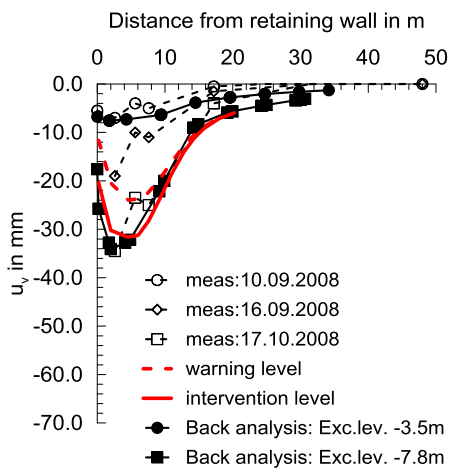 Distance from retaining wall in m
0 10 20 30 40 50
0.0
-10.0
-20.0
-30.0
-40.0
-50.0
-60.0
-70.0
uv in mm
meas:10.09.2008
meas:16.09.2008
meas:17.10.2008
warning level
intervention level
Back analysis: Exc.lev. -3.5m
Back analysis: Exc.lev. -7.8m